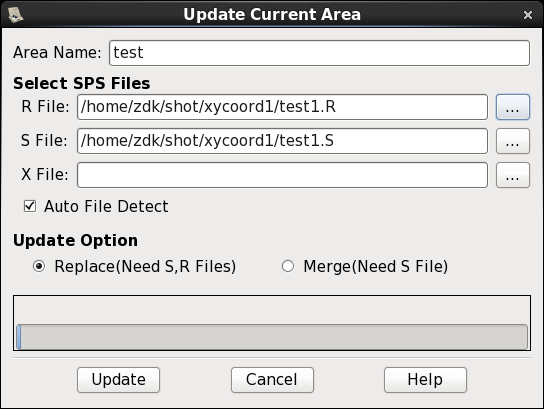 Update Current Area
Area Name: test
Select SPS Files
R File: /home/zdk/shot/xycoord1/test1.R ...
S File: /home/zdk/shot/xycoord1/test1.S ...
X File: ...
Auto File Detect
Update Option
Replace(Need S,R Files) Merge(Need S File)
Update Cancel Help